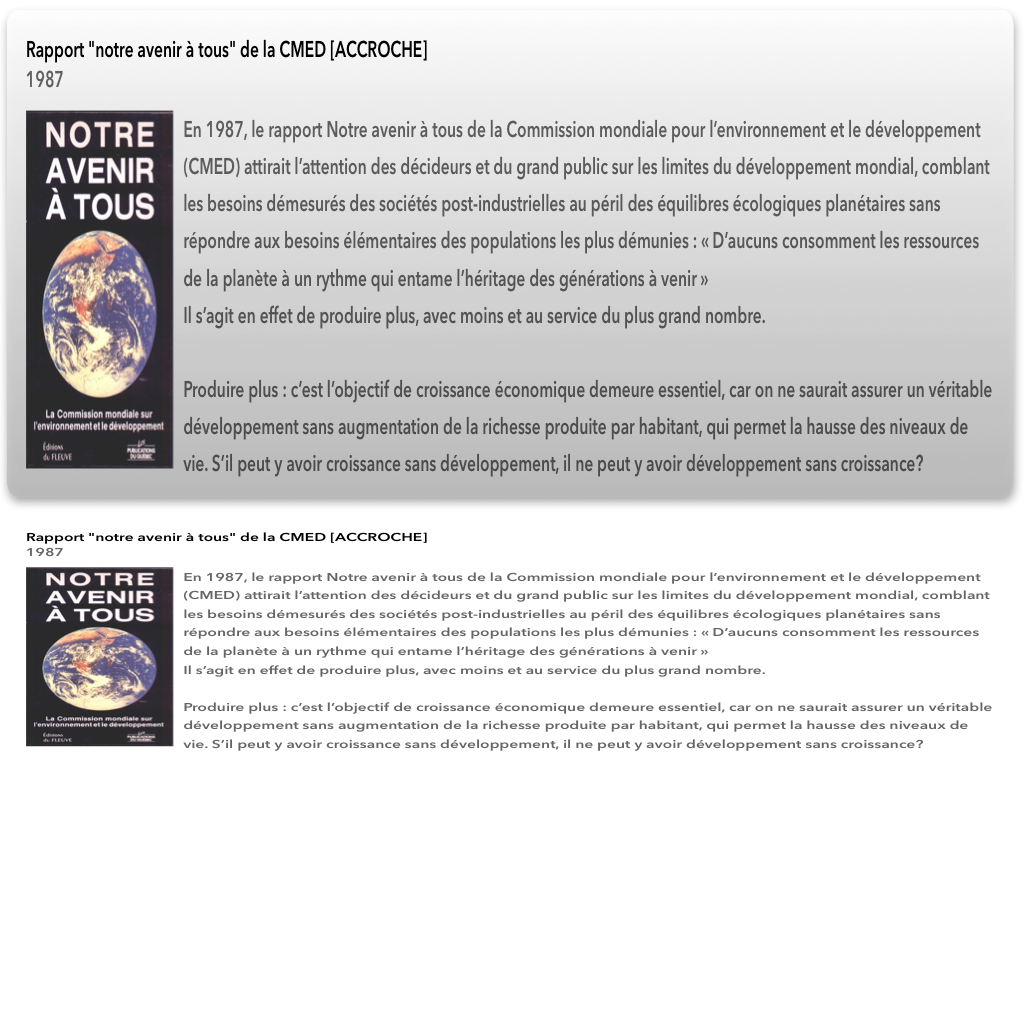 Rapport "notre avenir à tous" de la CMED [ACCROCHE]
1987
NOTRE
AVENIR
À TOUS
La Commission mondiale sur
l'environnement et le développement
Éditions
du FLEUVE
Les
PUBLICATIONS
DU QUÉBEC
En 1987, le rapport Notre avenir à tous de la Commission mondiale pour l’environnement et le développement
(CMED) attirait l’attention des décideurs et du grand public sur les limites du développement mondial, comblant
les besoins démesurés des sociétés post-industrielles au péril des équilibres écologiques planétaires sans
répondre aux besoins élémentaires des populations les plus démunies : « D’aucuns consomment les ressources
de la planète à un rythme qui entame l’héritage des générations à venir »
Il s’agit en effet de produire plus, avec moins et au service du plus grand nombre.
Produire plus : c’est l’objectif de croissance économique demeure essentiel, car on ne saurait assurer un véritable
développement sans augmentation de la richesse produite par habitant, qui permet la hausse des niveaux de
vie. S’il peut y avoir croissance sans développement, il ne peut y avoir développement sans croissance?
Rapport "notre avenir à tous" de la CMED [ACCROCHE]
1987
NOTRE
AVENIR
À TOUS
La Commission mondiale sur
l'environnement et le développement
Éditions
du FLEUVE
PUBLICATIONS
DU QUÉBEC
En 1987, le rapport Notre avenir à tous de la Commission mondiale pour l’environnement et le développement
(CMED) attirait l’attention des décideurs et du grand public sur les limites du développement mondial, comblant
les besoins démesurés des sociétés post-industrielles au péril des équilibres écologiques planétaires sans
répondre aux besoins élémentaires des populations les plus démunies : « D’aucuns consomment les ressources
de la planète à un rythme qui entame l’héritage des générations à venir »
Il s’agit en effet de produire plus, avec moins et au service du plus grand nombre.
Produire plus : c’est l’objectif de croissance économique demeure essentiel, car on ne saurait assurer un véritable
développement sans augmentation de la richesse produite par habitant, qui permet la hausse des niveaux de
vie. S’il peut y avoir croissance sans développement, il ne peut y avoir développement sans croissance?